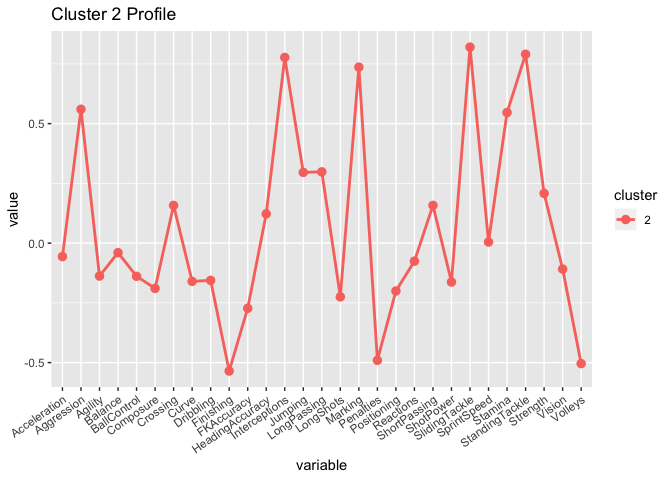 Cluster 2 Profile
value
0.5
0.0
-0.5
Acceleration
Aggression
Agility
Balance
BallControl
Composure
Crossing
Curve
Dribbling
Finishing
FKAccuracy
HeadingAccuracy
Interceptions
Jumping
LongPassing
LongShots
Marking
Penalties
Positioning
Reactions
ShortPassing
ShotPower
SlidingTackle
SprintSpeed
Stamina
StandingTackle
Strength
Vision
Volleys
variable
cluster
2